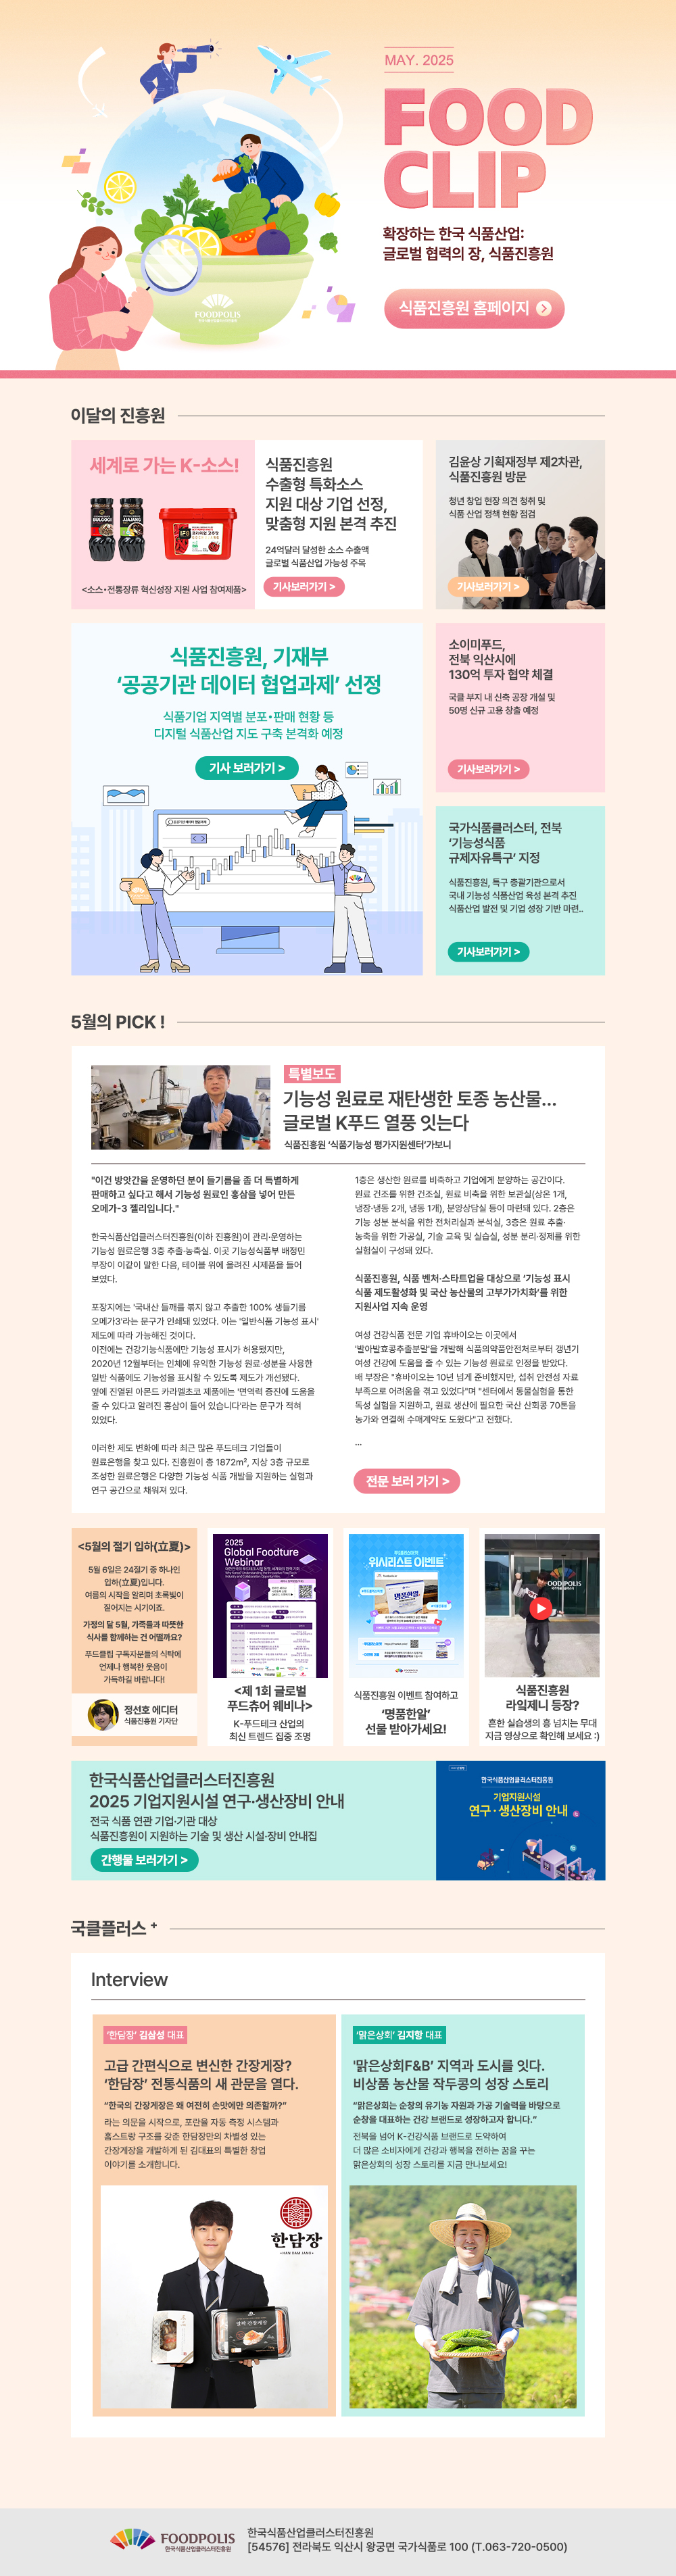 MAY. 2025
FOOD
CLIP
확장하는 한국 식품산업:
글로벌 협력의 장, 식품진흥원
식품진흥원 홈페이지
FOODPOLIS
이달의 진흥원
세계로 가는 K-소스!
BULGOGI
JJAJANG
<소스·전통장류 혁신성장 지원 사업 참여제품>
식품진흥원
수출형 특화소스
지원 대상 기업 선정,
맞춤형 지원 본격 추진
24억달러 달성한 소스 수출액
글로벌 식품산업 가능성 주목
기사보러가기 >
김윤상 기획재정부 제2차관,
식품진흥원 방문
청년 창업 현장 의견 청취 및
식품 산업 정책 현황 점검
기사보러가기 >
식품진흥원, 기재부
‘공공기관 데이터 협업과제’ 선정
식품기업 지역별 분포·판매 현황 등
디지털 식품산업 지도 구축 본격화 예정
기사 보러가기 >
소이미푸드,
전북 익산시에
130억 투자 협약 체결
국클 부지 내 신축 공장 개설 및
50명 신규 고용 창출 예정
기사보러가기 >
국가식품클러스터, 전북
‘기능성식품
규제자유특구’ 지정
식품진흥원, 특구 총괄기관으로서
국내 기능성 식품산업 육성 본격 추진
식품산업 발전 및 기업 성장 기반 마련..
기사보러가기 >
5월의 PICK !
특별보도
기능성 원료로 재탄생한 토종 농산물...
글로벌 K푸드 열풍 잇는다
식품진흥원 ‘식품기능성 평가지원센터’가보니
"이건 방앗간을 운영하던 분이 들기름을 좀 더 특별하게
판매하고 싶다고 해서 기능성 원료인 홍삼을 넣어 만든
오메가-3 젤리입니다."
한국식품산업클러스터진흥원(이하 진흥원)이 관리·운영하는
기능성 원료은행 3층 추출·농축실. 이곳 기능성식품부 배정민
부장이 이같이 말한 다음, 테이블 위에 올려진 시제품을 들어
보였다.
포장지에는 '국내산 들깨를 볶지 않고 추출한 100% 생들기름
오메가3'라는 문구가 인쇄돼 있었다. 이는 '일반식품 기능성 표시'
제도에 따라 가능해진 것이다.
이전에는 건강기능식품에만 기능성 표시가 허용됐지만,
2020년 12월부터는 인체에 유익한 기능성 원료·성분을 사용한
일반 식품에도 기능성을 표시할 수 있도록 제도가 개선됐다.
옆에 진열된 아몬드 카라멜초코 제품에는 '면역력 증진에 도움을
줄 수 있다고 알려진 홍삼이 들어 있습니다'라는 문구가 적혀
있었다.
이러한 제도 변화에 따라 최근 많은 푸드테크 기업들이
원료은행을 찾고 있다. 진흥원이 총 1872m², 지상 3층 규모로
조성한 원료은행은 다양한 기능성 식품 개발을 지원하는 실험과
연구 공간으로 채워져 있다.
1층은 생산한 원료를 비축하고 기업에게 분양하는 공간이다.
원료 건조를 위한 건조실, 원료 비축을 위한 보관실(상온 1개,
냉장·냉동 2개, 냉동 1개), 분양상담실 등이 마련돼 있다. 2층은
기능 성분 분석을 위한 전처리실과 분석실, 3층은 원료 추출·
농축을 위한 가공실, 기술 교육 및 실습실, 성분 분리·정제를 위한
실험실이 구성돼 있다.
식품진흥원, 식품 벤처·스타트업을 대상으로 ‘기능성 표시
식품 제도활성화 및 국산 농산물의 고부가가치화’를 위한
지원사업 지속 운영
여성 건강식품 전문 기업 휴바이오는 이곳에서
'발아발효콩추출분말'을 개발해 식품의약품안전처로부터 갱년기
여성 건강에 도움을 줄 수 있는 기능성 원료로 인정을 받았다.
배 부장은 "휴바이오는 10년 넘게 준비했지만, 섭취 안전성 자료
부족으로 어려움을 겪고 있었다"며 "센터에서 동물실험을 통한
독성 실험을 지원하고, 원료 생산에 필요한 국산 산회콩 70톤을
농가와 연결해 수매계약도 도왔다"고 전했다.
...
전문 보러 가기 >
<5월의 절기 입하(立夏)>
5월 6일은 24절기 중 하나인
입하(立夏)입니다.
여름의 시작을 알리며 초록빛이
짙어지는 시기이죠.
가정의 달 5월, 가족들과 따뜻한
식사를 함께하는 건 어떨까요?
푸드클립 구독자분들의 식탁에
언제나 행복한 웃음이
가득하길 바랍니다!
정선호 에디터
식품진흥원 기자단
2025
Global Foodture
Webinar
<제 1회 글로벌
푸드츄어 웨비나>
K-푸드테크 산업의
최신 트렌드 집중 조명
위시리스트 이벤트
식품진흥원 이벤트 참여하고
‘명품한알’
선물 받아가세요!
FOODPOLIS
식품진흥원
라잌제니 등장?
흔한 실습생의 흥 넘치는 무대
지금 영상으로 확인해 보세요 :)
한국식품산업클러스터진흥원
2025 기업지원시설 연구·생산장비 안내
전국 식품 연관 기업·기관 대상
식품진흥원이 지원하는 기술 및 생산 시설·장비 안내집
간행물 보러가기 >
한국식품산업클러스터진흥원
기업지원시설
연구·생산장비 안내
국클플러스 +
Interview
‘한담장’ 김삼성 대표
고급 간편식으로 변신한 간장게장?
‘한담장’ 전통식품의 새 관문을 열다.
“한국의 간장게장은 왜 여전히 손맛에만 의존할까?”
라는 의문을 시작으로, 포란율 자동 측정 시스템과
홈스트랑 구조를 갖춘 한담장만의 차별성 있는
간장게장을 개발하게 된 김대표의 특별한 창업
이야기를 소개합니다.
한담장
HAN DAM JANG
‘맑은상회’ 김지항 대표
'맑은상회F&B’ 지역과 도시를 잇다.
비상품 농산물 작두콩의 성장 스토리
“맑은상회는 순창의 유기농 자원과 가공 기술력을 바탕으로
순창을 대표하는 건강 브랜드로 성장하고자 합니다.”
전북을 넘어 K-건강식품 브랜드로 도약하여
더 많은 소비자에게 건강과 행복을 전하는 꿈을 꾸는
맑은상회의 성장 스토리를 지금 만나보세요!
FOODPOLIS
한국식품산업클러스터진흥원
한국식품산업클러스터진흥원
[54576] 전라북도 익산시 왕궁면 국가식품로 100 (T.063-720-0500)